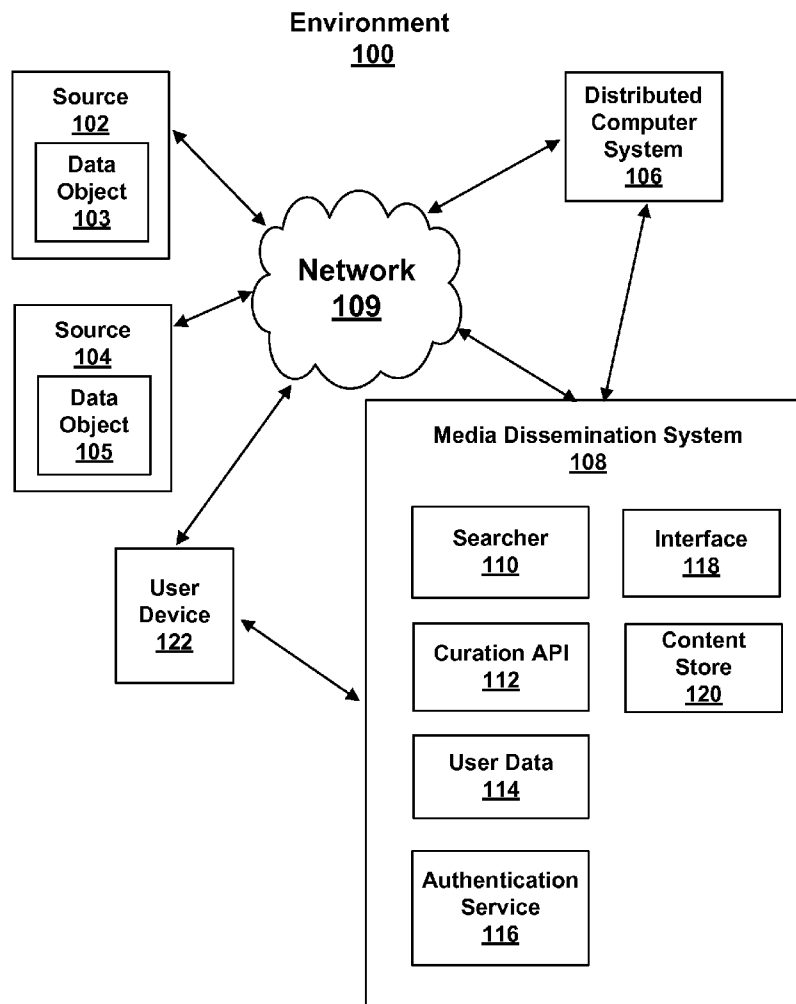 Environment
100
Source
102
Data
Object
103
Distributed
Computer
System
106
Network
109
Source
104
Data
Object
105
Media Dissemination System
108
Searcher
110
Interface
118
User
Device
122
Curation API
112
Content
Store
120
User Data
114
Authentication
Service
116